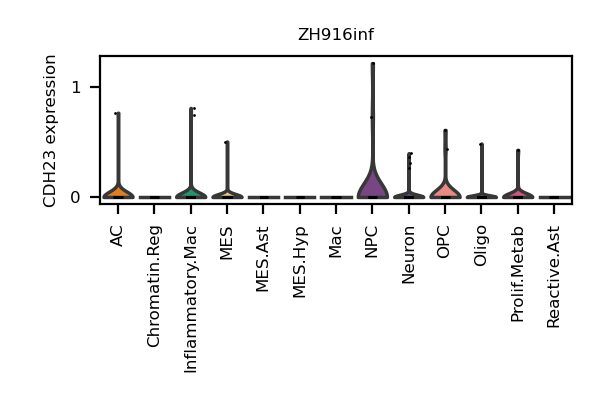 ZH916inf
CDH23 expression
1
0
AC
Chromatin.Reg
Inflammatory.Mac
MES
MES.Ast
MES.Hyp
Mac
NPC
Neuron
OPC
Oligo
Prolif.Metab
Reactive.Ast